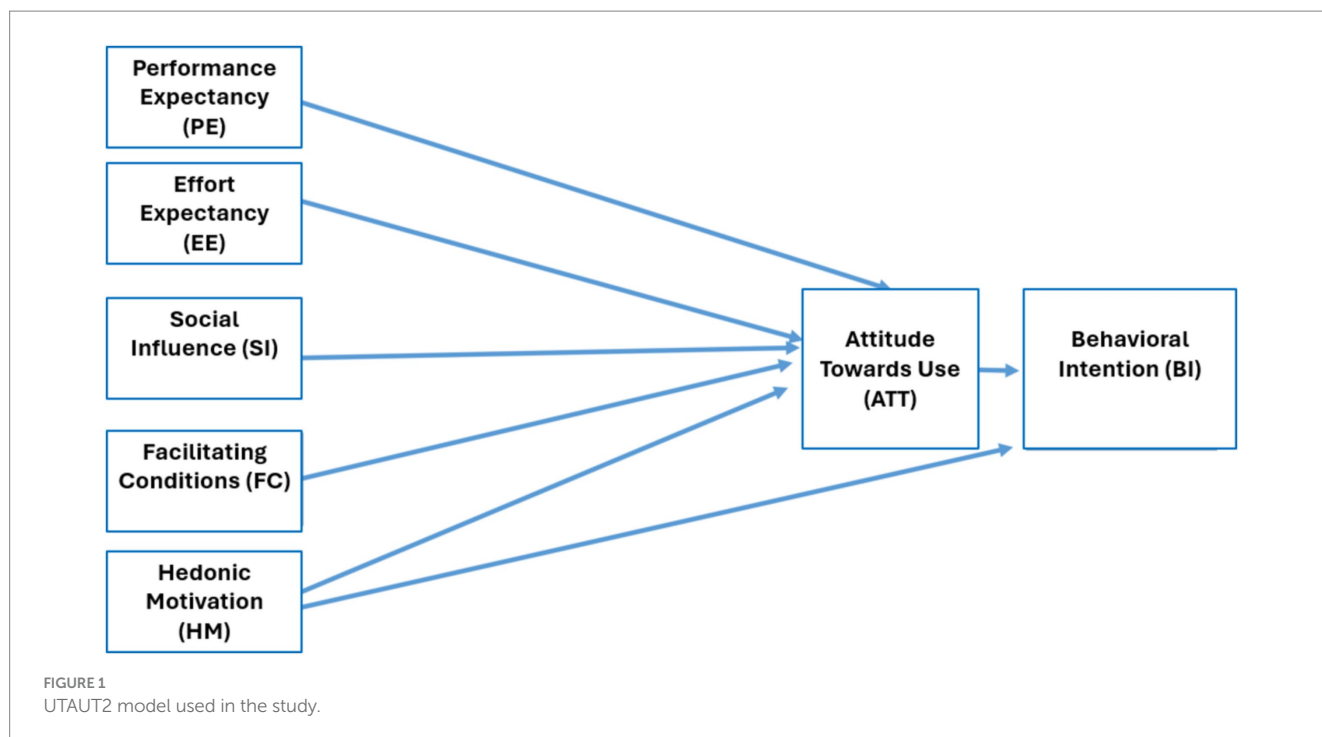 Performance
Expectancy
(PE)
Effort
Expectancy
(EE)
Social
Influence (SI)
Facilitating
Conditions (FC)
Hedonic
Motivation
(HM)
Attitude
Towards Use
(ATT)
Behavioral
Intention (BI)
FIGURE 1
UTAUT2 model used in the study.